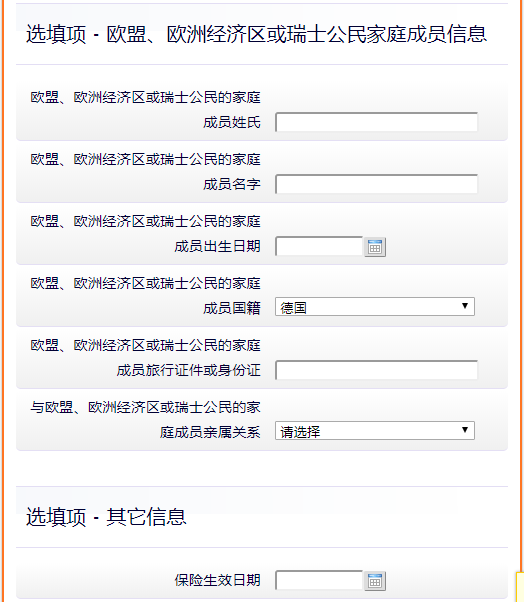 选填项 - 欧盟、欧洲经济区或瑞士公民家庭成员信息
欧盟、欧洲经济区或瑞士公民的家庭
成员姓氏
欧盟、欧洲经济区或瑞士公民的家庭
成员名字
欧盟、欧洲经济区或瑞士公民的家庭
成员出生日期
欧盟、欧洲经济区或瑞士公民的家庭
成员国籍 德国
欧盟、欧洲经济区或瑞士公民的家庭
成员旅行证件或身份证
与欧盟、欧洲经济区或瑞士公民的家
庭成员亲属关系 请选择
选填项 - 其它信息
保险生效日期